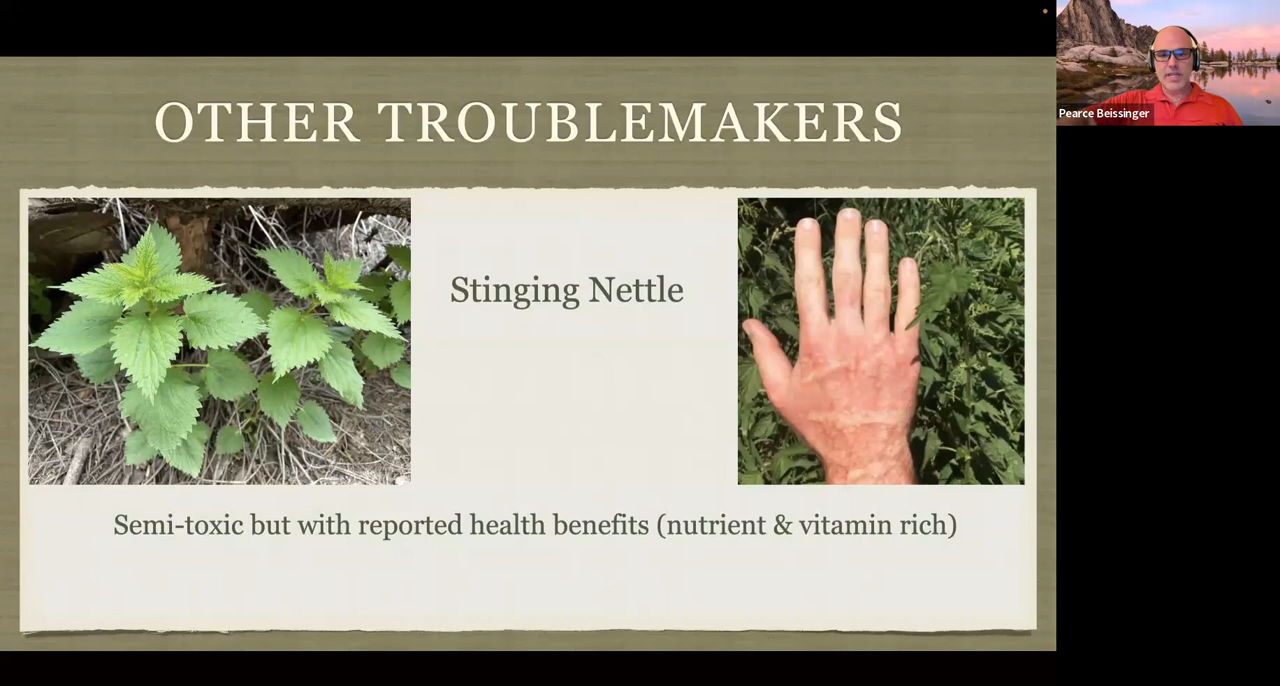 OTHER TROUBLEMAKERS
Pearce Beissinger
Stinging Nettle
Semi-toxic but with reported health benefits (nutrient & vitamin rich)